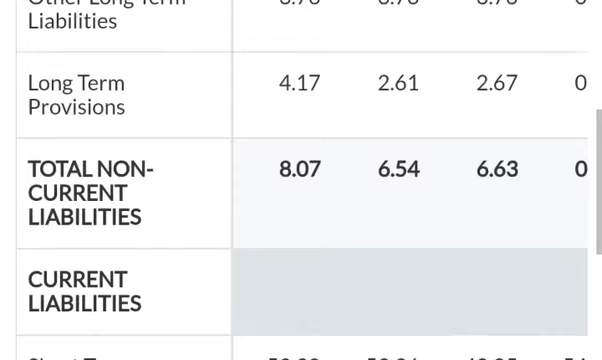 Other Long Term
Liabilities
Long Term
Provisions
4.17 2.61 2.67 0
TOTAL NON-
CURRENT
LIABILITIES
8.07 6.54 6.63 0
CURRENT
LIABILITIES